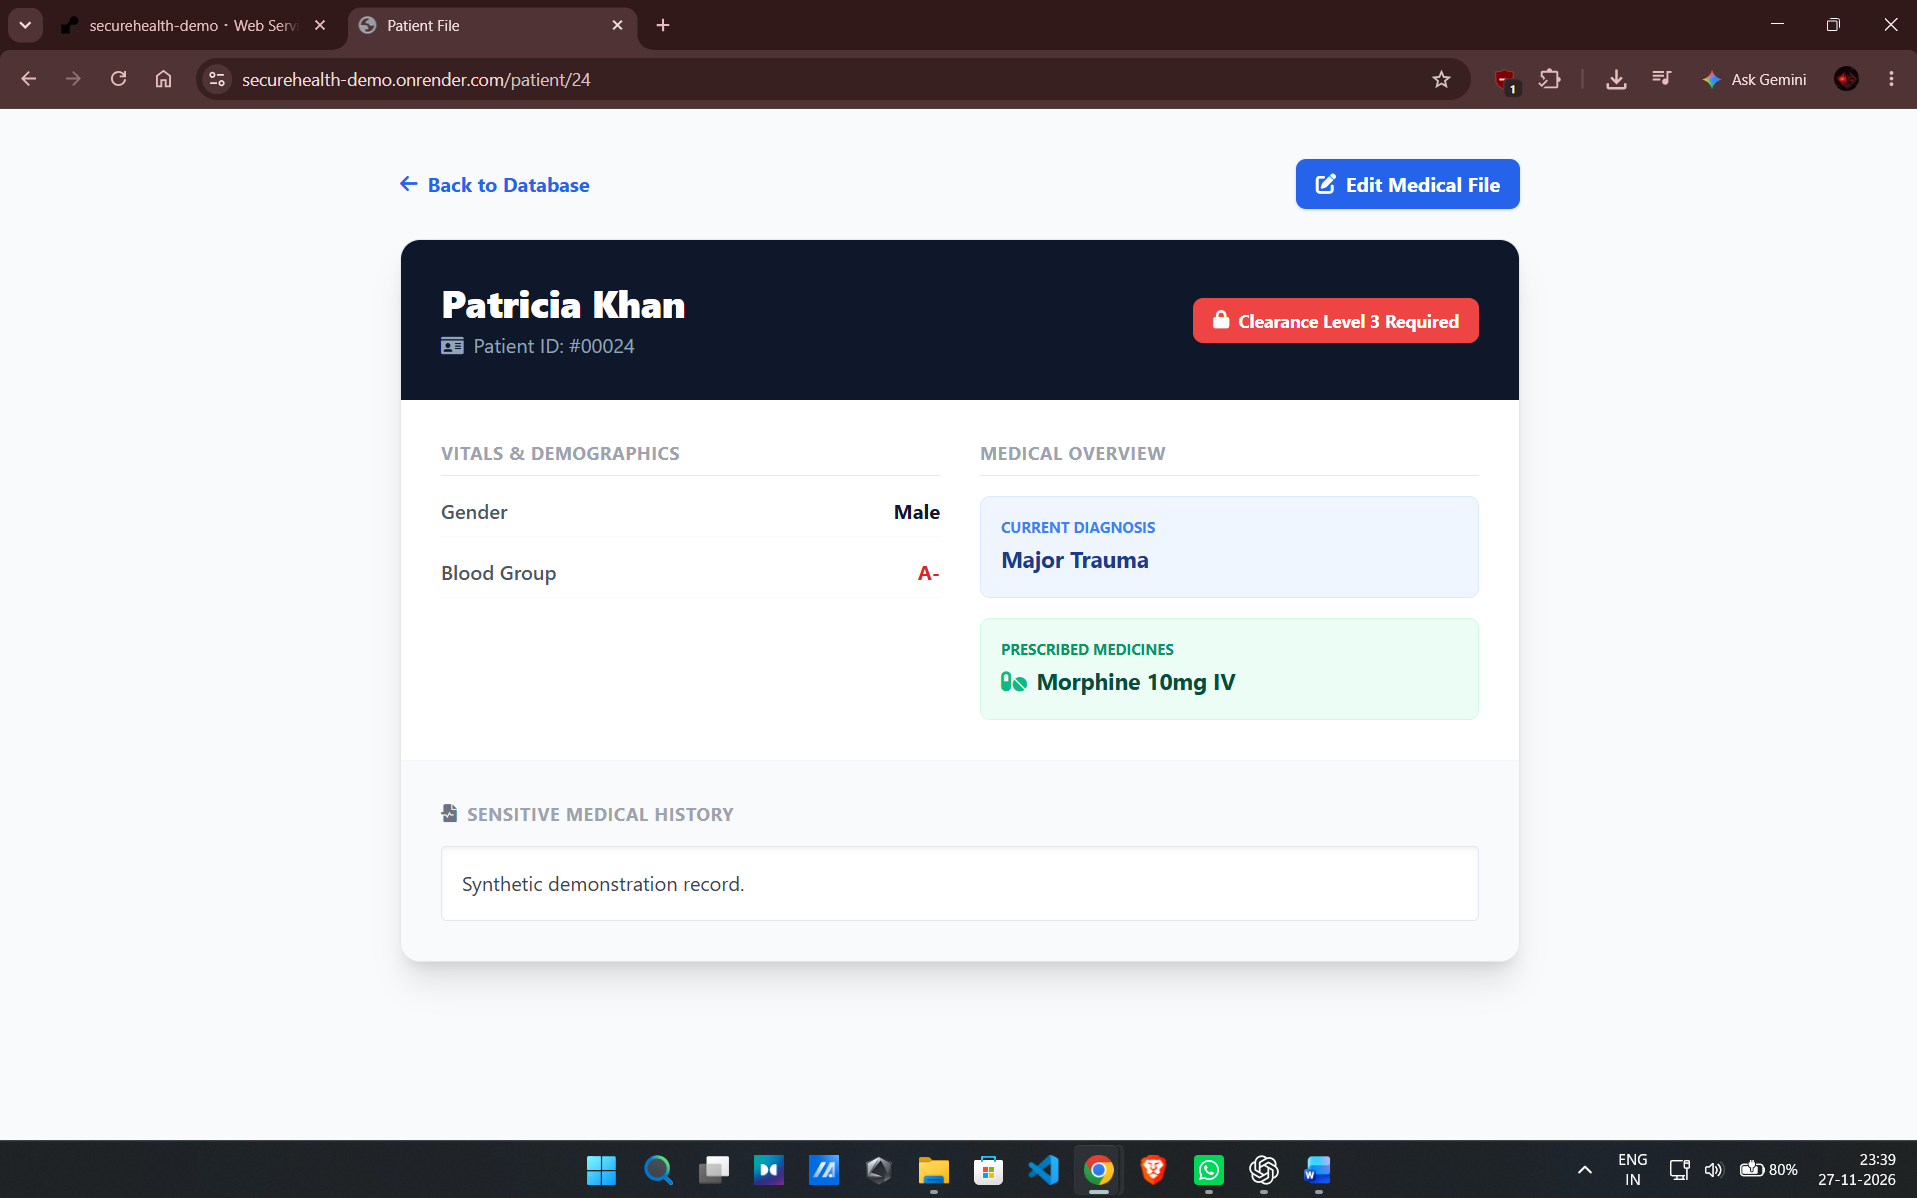 securehealth-demo · Web Servi
Patient File
securehealth-demo.onrender.com/patient/24
1
Ask Gemini
Back to Database
Edit Medical File
Patricia Khan
Patient ID: #00024
Clearance Level 3 Required
VITALS & DEMOGRAPHICS
Gender Male
Blood Group A-
MEDICAL OVERVIEW
CURRENT DIAGNOSIS
Major Trauma
PRESCRIBED MEDICINES
Morphine 10mg IV
SENSITIVE MEDICAL HISTORY
Synthetic demonstration record.
ENG
IN
80%
23:39
27-11-2026